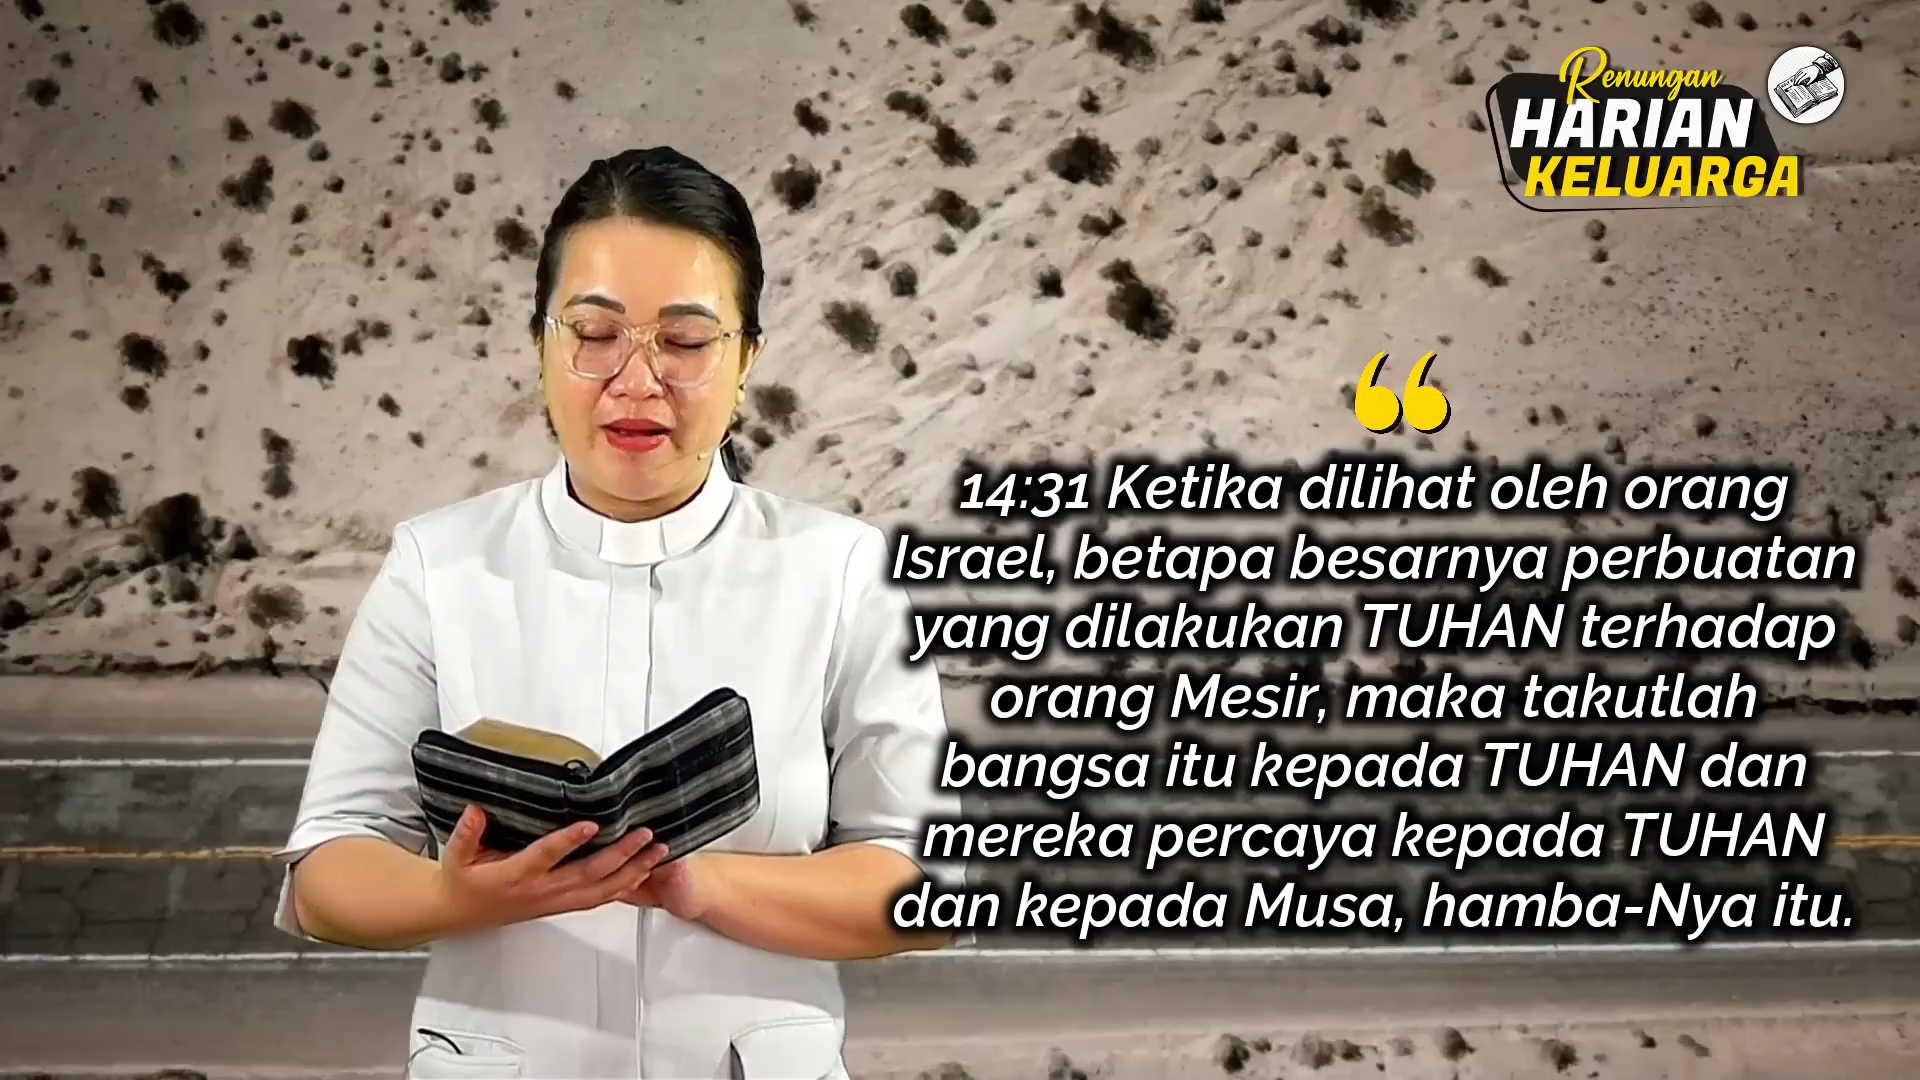 Renungan
HARIAN
KELUARGA
14:31 Ketika dilihat oleh orang
Israel, betapa besarnya perbuatan
yang dilakukan TUHAN terhadap
orang Mesir, maka takutlah
bangsa itu kepada TUHAN dan
mereka percaya kepada TUHAN
dan kepada Musa, hamba-Nya itu.